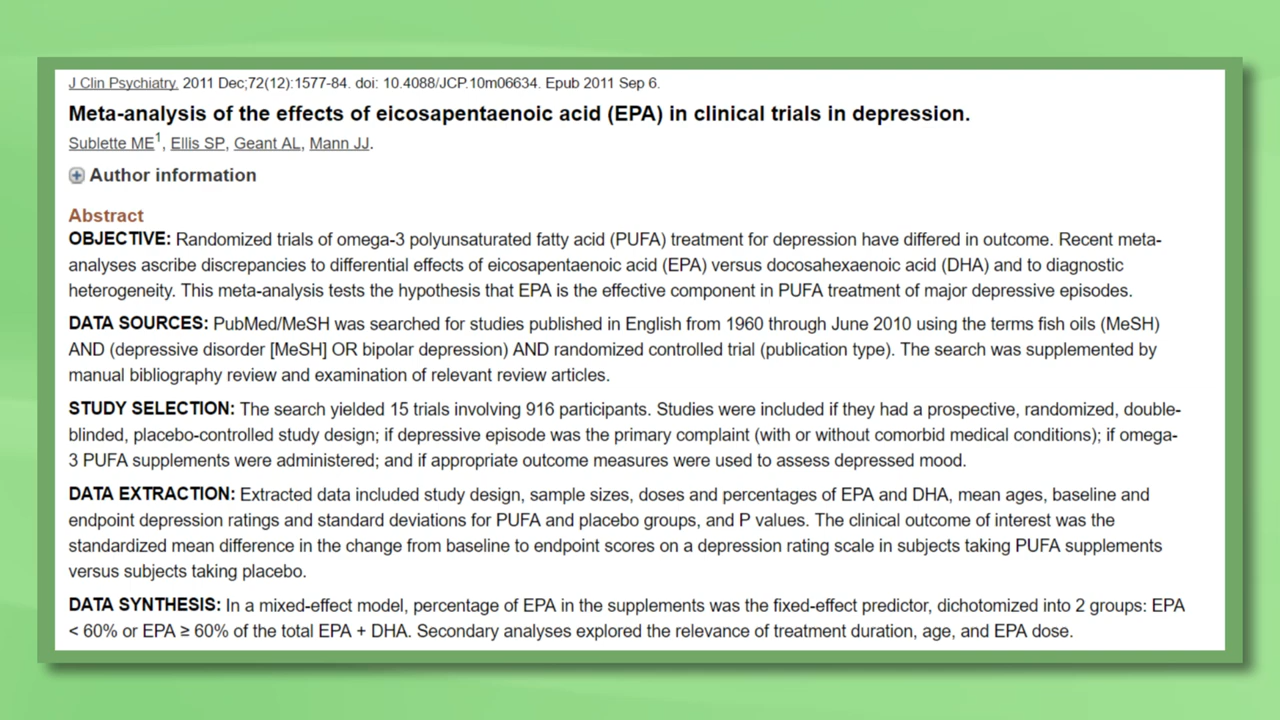 J Clin Psychiatry. 2011 Dec;72(12):1577-84. doi: 10.4088/JCP.10m06634. Epub 2011 Sep 6.
Meta-analysis of the effects of eicosapentaenoic acid (EPA) in clinical trials in depression.
Sublette ME1, Ellis SP, Geant AL, Mann JJ.
Author information
Abstract
OBJECTIVE: Randomized trials of omega-3 polyunsaturated fatty acid (PUFA) treatment for depression have differed in outcome. Recent meta-
analyses ascribe discrepancies to differential effects of eicosapentaenoic acid (EPA) versus docosahexaenoic acid (DHA) and to diagnostic
heterogeneity. This meta-analysis tests the hypothesis that EPA is the effective component in PUFA treatment of major depressive episodes.
DATA SOURCES: PubMed/MeSH was searched for studies published in English from 1960 through June 2010 using the terms fish oils (MeSH)
AND (depressive disorder [MeSH] OR bipolar depression) AND randomized controlled trial (publication type). The search was supplemented by
manual bibliography review and examination of relevant review articles.
STUDY SELECTION: The search yielded 15 trials involving 916 participants. Studies were included if they had a prospective, randomized, double-
blinded, placebo-controlled study design; if depressive episode was the primary complaint (with or without comorbid medical conditions); if omega-
3 PUFA supplements were administered; and if appropriate outcome measures were used to assess depressed mood.
DATA EXTRACTION: Extracted data included study design, sample sizes, doses and percentages of EPA and DHA, mean ages, baseline and
endpoint depression ratings and standard deviations for PUFA and placebo groups, and P values. The clinical outcome of interest was the
standardized mean difference in the change from baseline to endpoint scores on a depression rating scale in subjects taking PUFA supplements
versus subjects taking placebo.
DATA SYNTHESIS: In a mixed-effect model, percentage of EPA in the supplements was the fixed-effect predictor, dichotomized into 2 groups: EPA
< 60% or EPA ≥ 60% of the total EPA + DHA. Secondary analyses explored the relevance of treatment duration, age, and EPA dose.